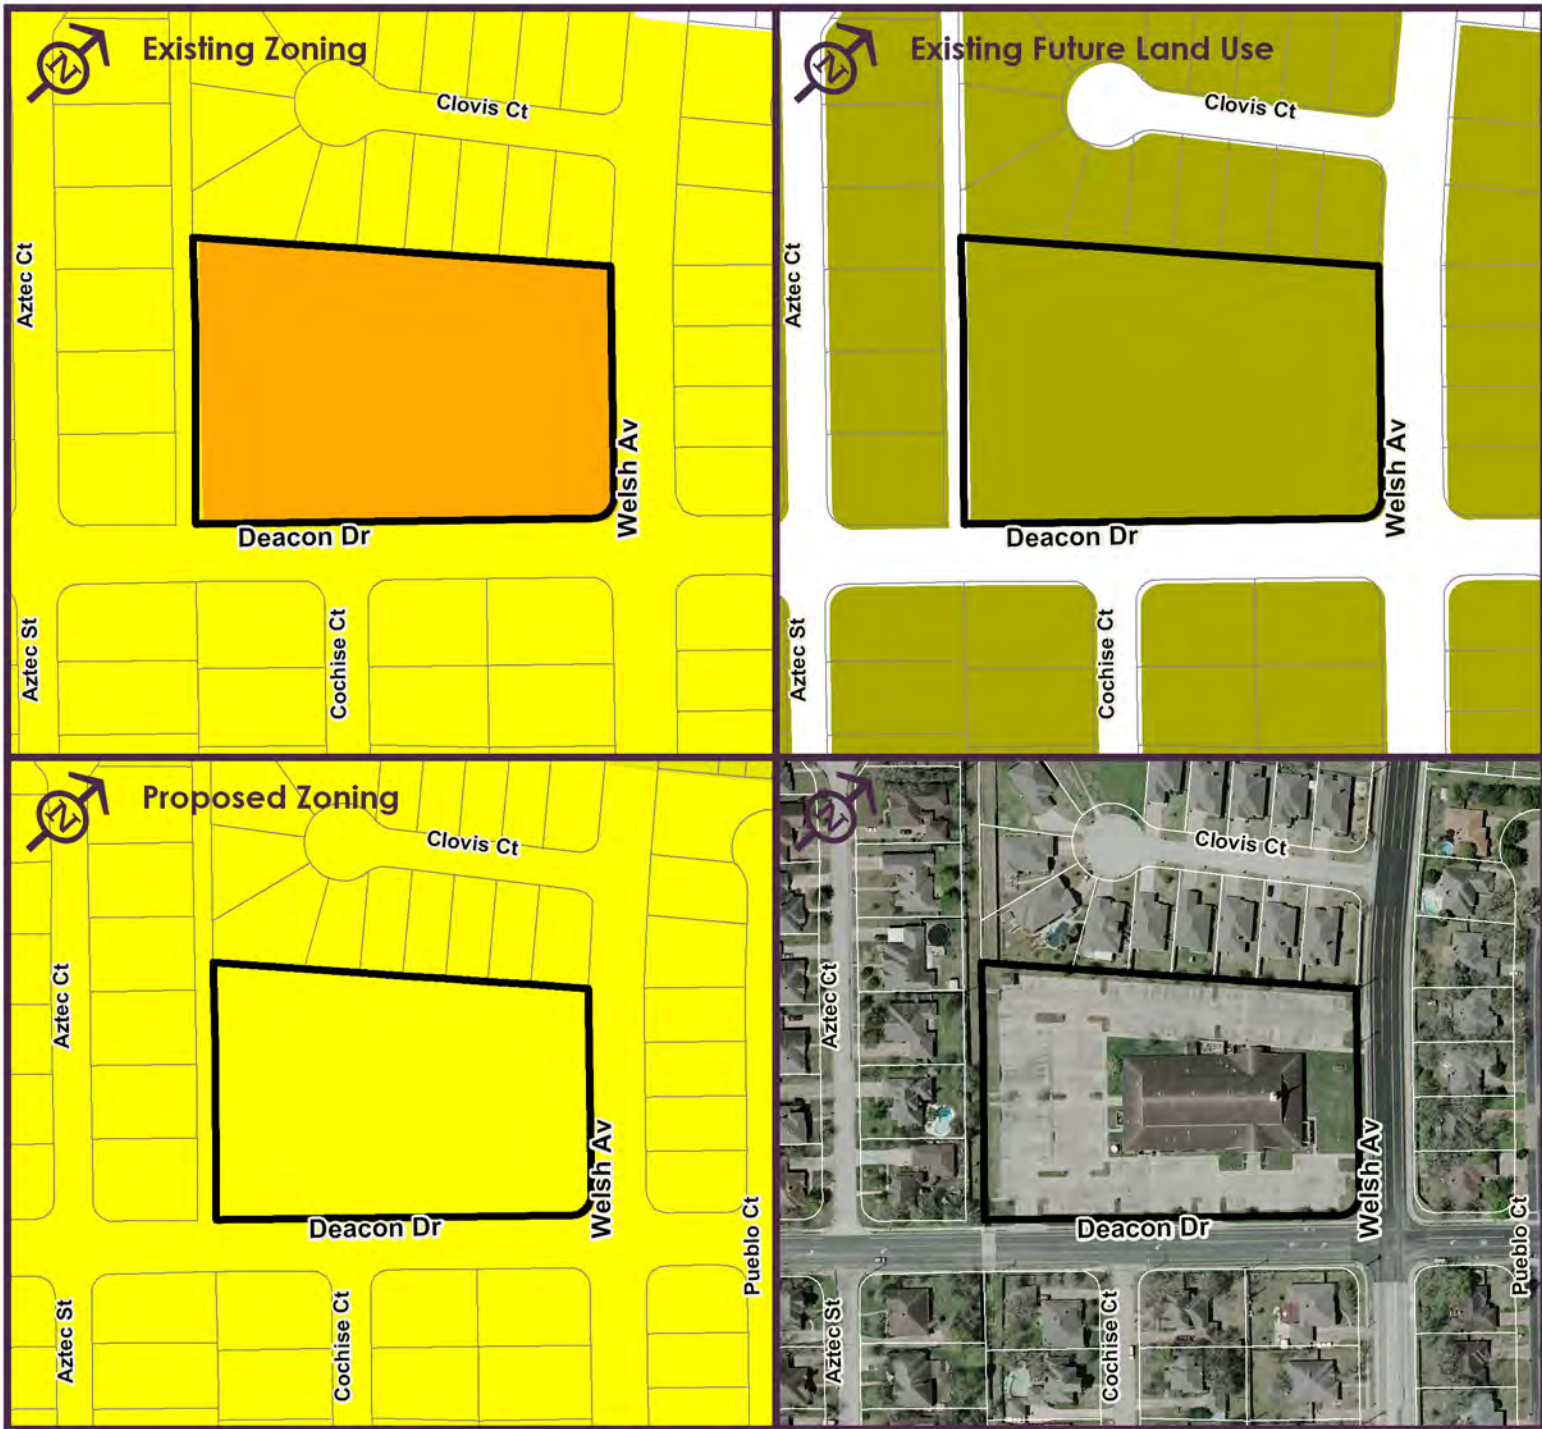 N Existing Zoning
Clovis Ct
Aztec Ct
Welsh Av
Deacon Dr
Aztec St
Cochise Ct
N Existing Future Land Use
Clovis Ct
Aztec Ct
Welsh Av
Deacon Dr
Aztec St
Cochise Ct
N Proposed Zoning
Clovis Ct
Aztec Ct
Welsh Av
Deacon Dr
Pueblo Ct
Aztec St
Cochise Ct
N
Clovis Ct
Aztec Ct
Welsh Av
Deacon Dr
Pueblo Ct
Aztec St
Cochise Ct